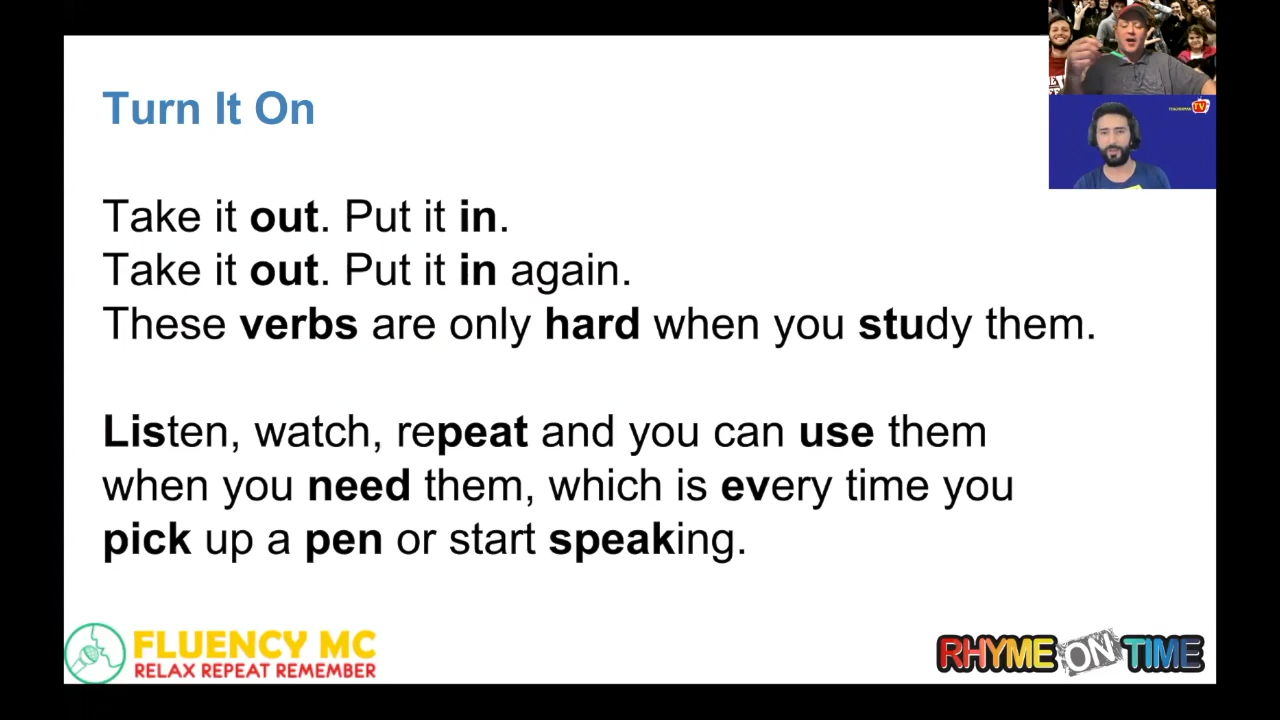 Turn It On
Take it out. Put it in.
Take it out. Put it in again.
These verbs are only hard when you study them.
Listen, watch, repeat and you can use them
when you need them, which is every time you
pick up a pen or start speaking.
FLUENCY MC
RELAX REPEAT REMEMBER
RHYME ON TIME
TV